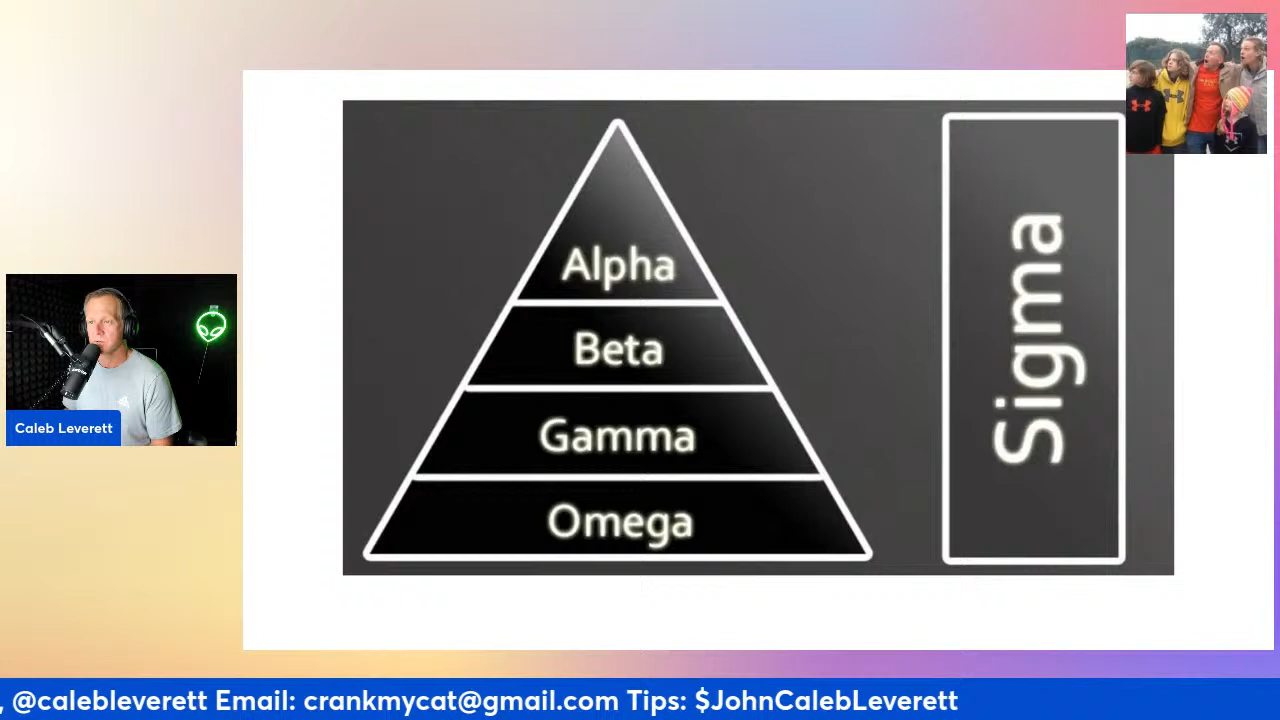 Alpha
Beta
Gamma
Omega
Sigma
Caleb Leverett
, @calebleverett Email: crankmycat@gmail.com Tips: $JohnCalebLeverett